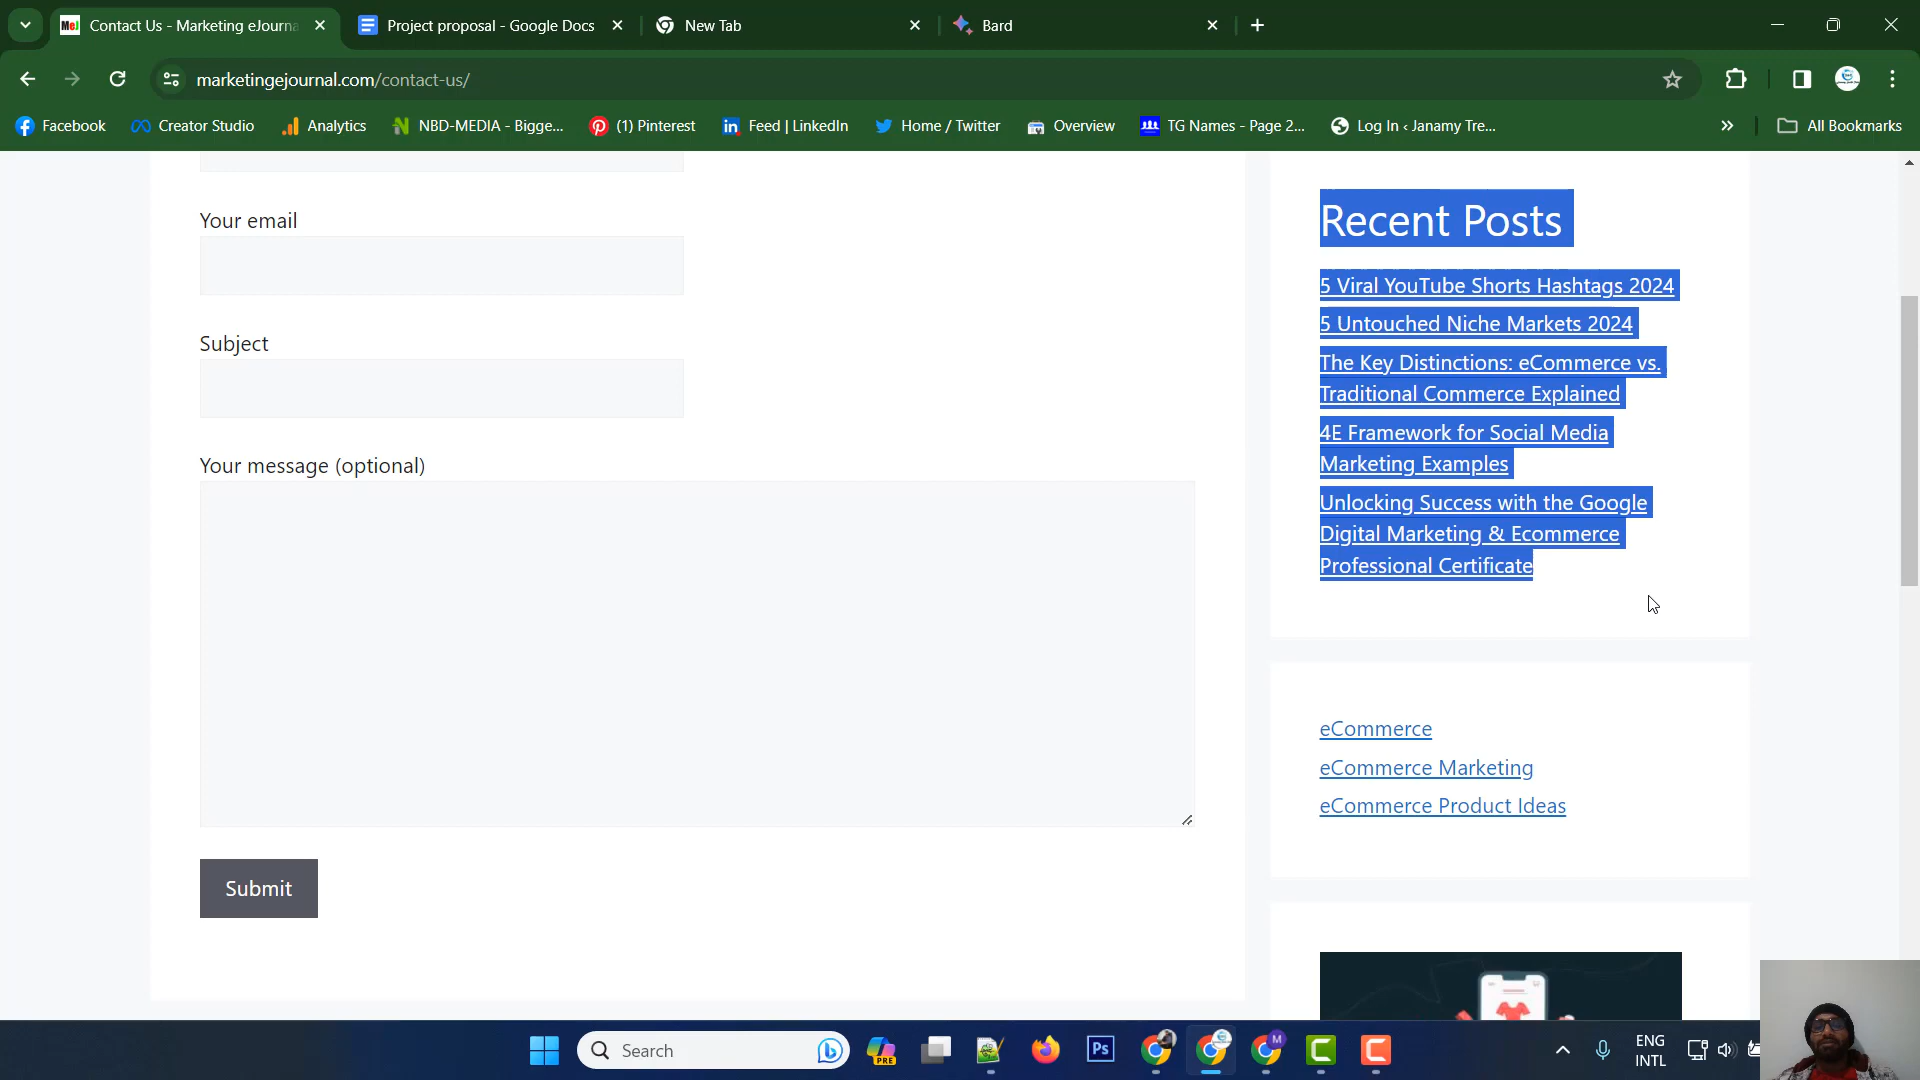 Contact Us - Marketing eJourna
Project proposal - Google Docs
New Tab
Bard
marketingejournal.com/contact-us/
Facebook
Creator Studio
Analytics
NBD-MEDIA - Bigge...
(1) Pinterest
Feed | LinkedIn
Home / Twitter
Overview
TG Names - Page 2...
Log In ‹ Janamy Tre...
All Bookmarks
Your email
Subject
Your message (optional)
Submit
Recent Posts
5 Viral YouTube Shorts Hashtags 2024
5 Untouched Niche Markets 2024
The Key Distinctions: eCommerce vs.
Traditional Commerce Explained
4E Framework for Social Media
Marketing Examples
Unlocking Success with the Google
Digital Marketing & Ecommerce
Professional Certificate
eCommerce
eCommerce Marketing
eCommerce Product Ideas
Search
PRE
Ps
M
ENG
INTL